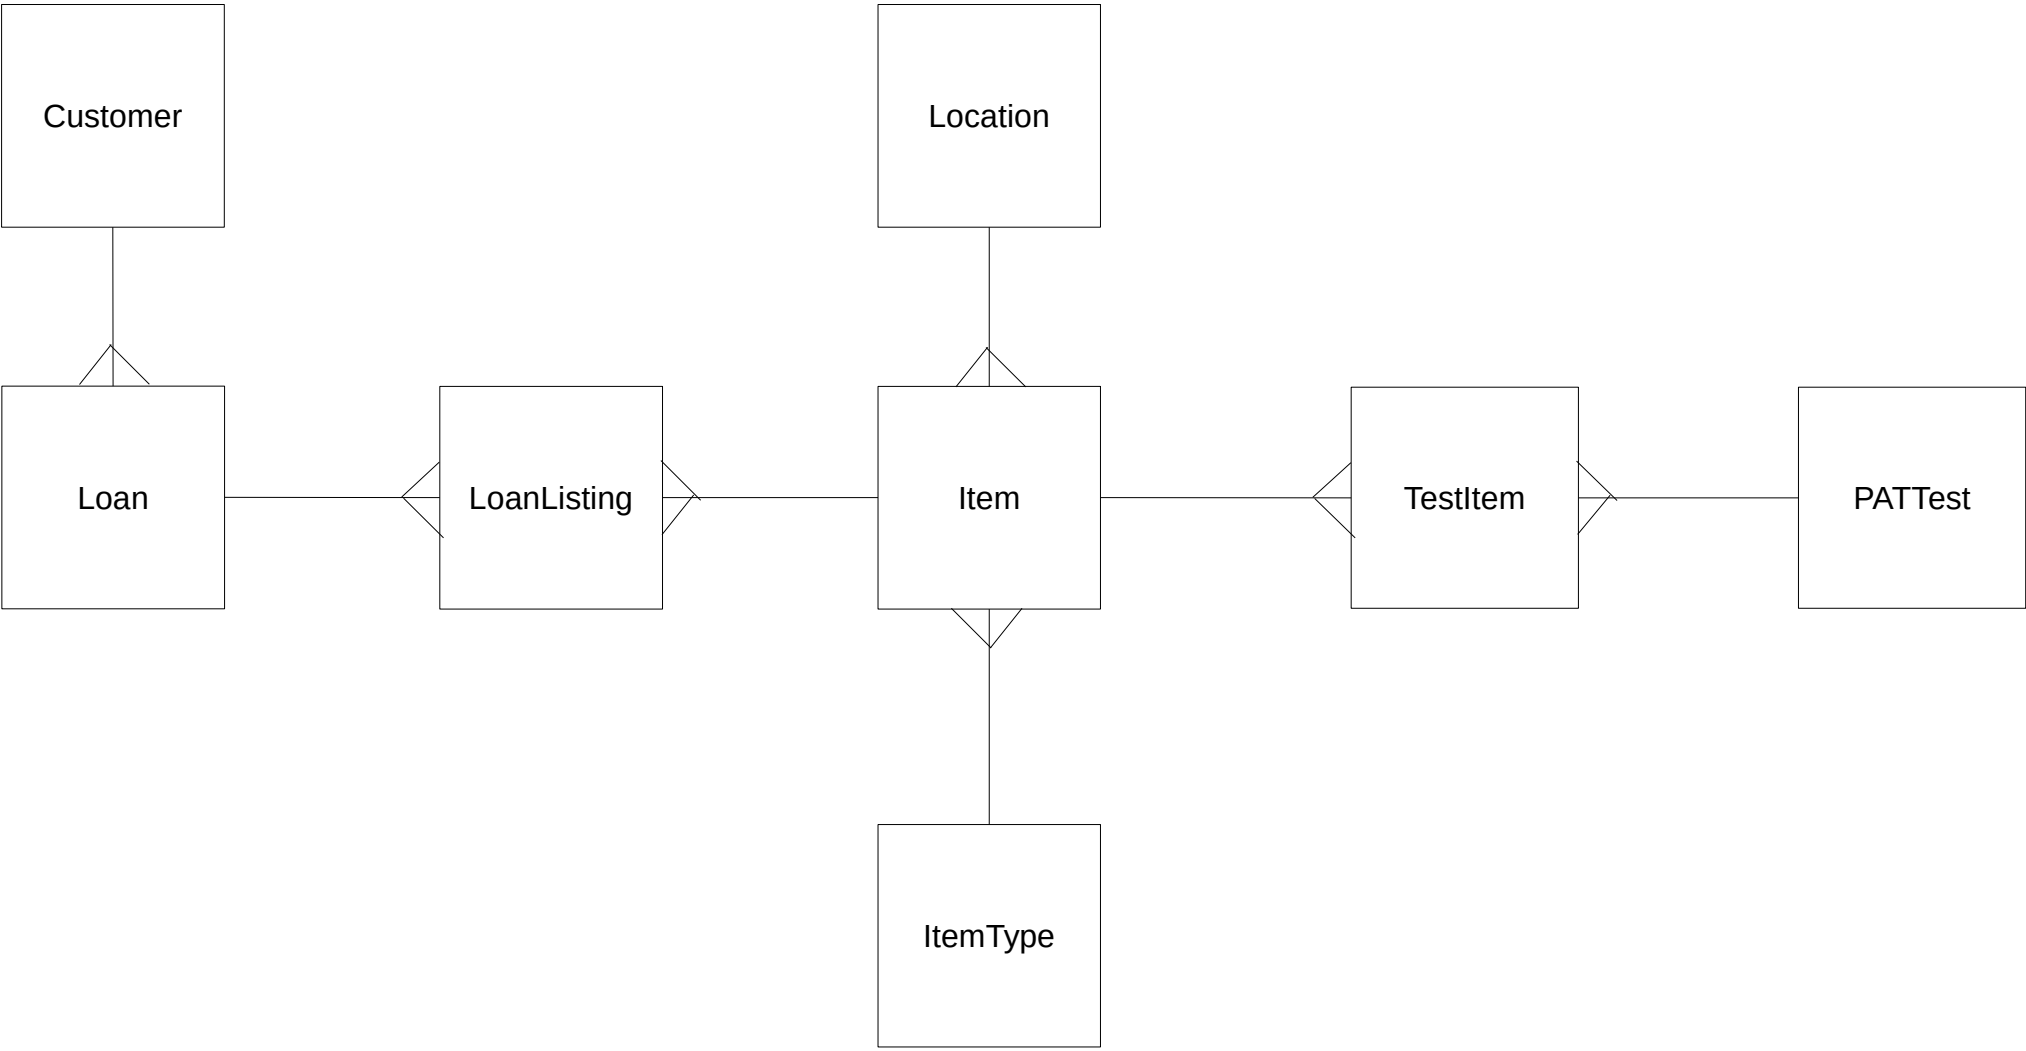 Customer
Location
Loan
LoanListing
Item
TestItem
PATTest
ItemType